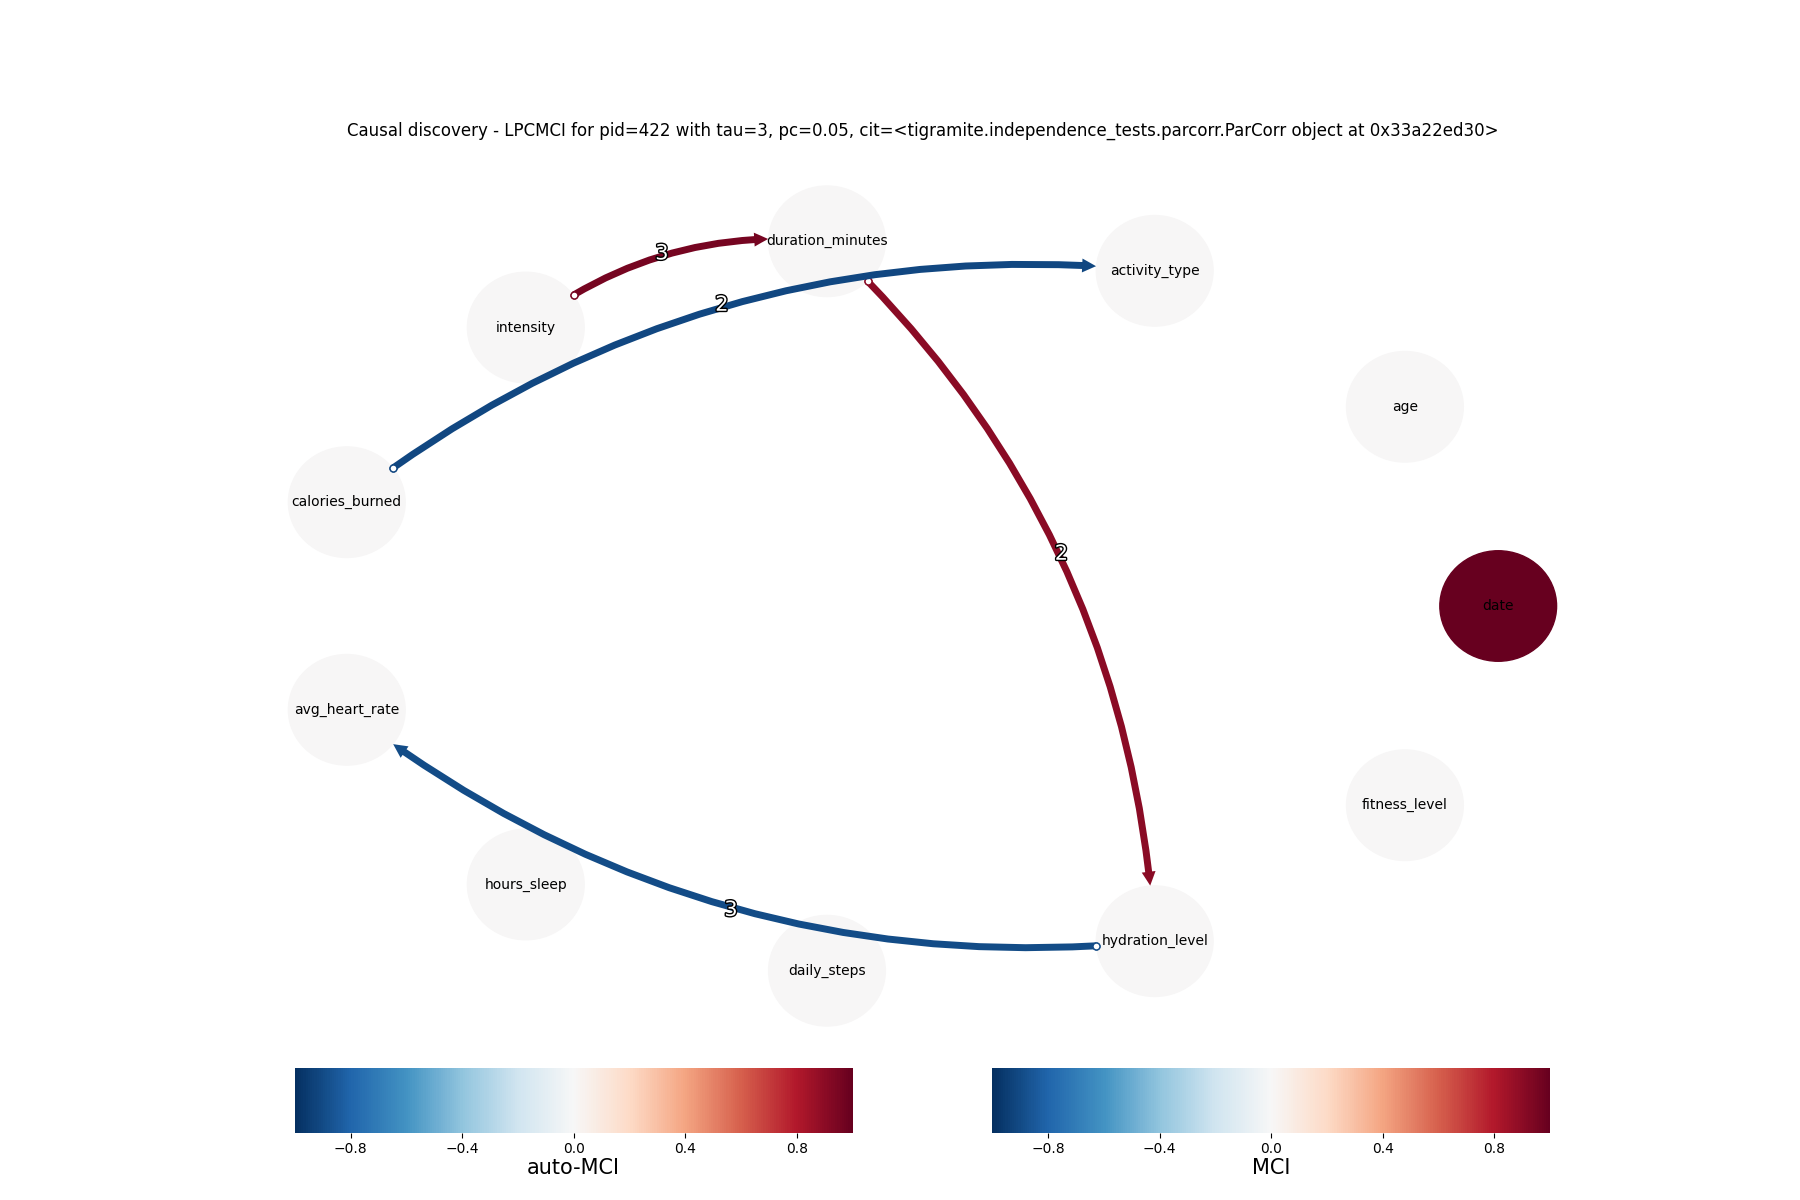 Causal discovery - LPCMCI for pid=422 with tau=3, pc=0.05, cit=<tigramite.independence_tests.parcorr.ParCorr object at 0x33a22ed30>
3
duration_minutes
activity_type
2
intensity
age
calories_burned
2
date
avg_heart_rate
fitness_level
hours_sleep
3
hydration_level
daily_steps
−0.8 −0.4 0.0 0.4 0.8
auto-MCI
−0.8 −0.4 0.0 0.4 0.8
MCI